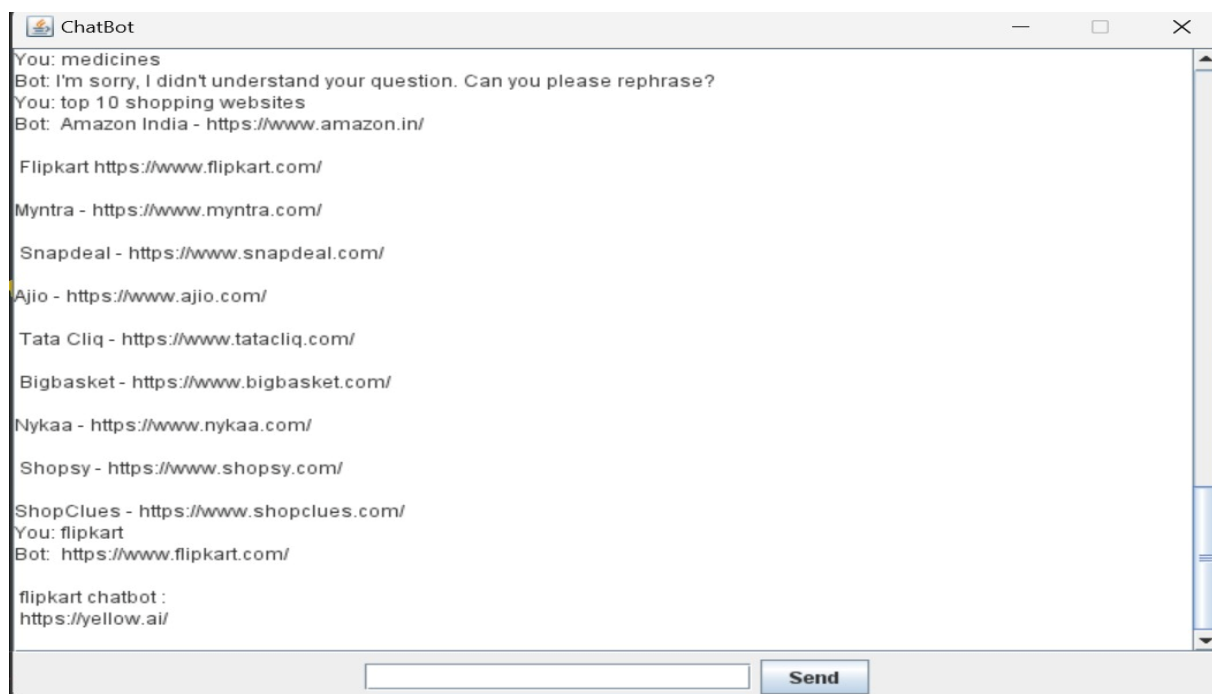 ChatBot
You: medicines
Bot: I'm sorry, I didn't understand your question. Can you please rephrase?
You: top 10 shopping websites
Bot:  Amazon India - https://www.amazon.in/
Flipkart https://www.flipkart.com/
Myntra - https://www.myntra.com/
Snapdeal - https://www.snapdeal.com/
Ajio - https://www.ajio.com/
Tata Cliq - https://www.tatacliq.com/
Bigbasket - https://www.bigbasket.com/
Nykaa - https://www.nykaa.com/
Shopsy - https://www.shopsy.com/
ShopClues - https://www.shopclues.com/
You: flipkart
Bot:  https://www.flipkart.com/
flipkart chatbot :
https://yellow.ai/
Send